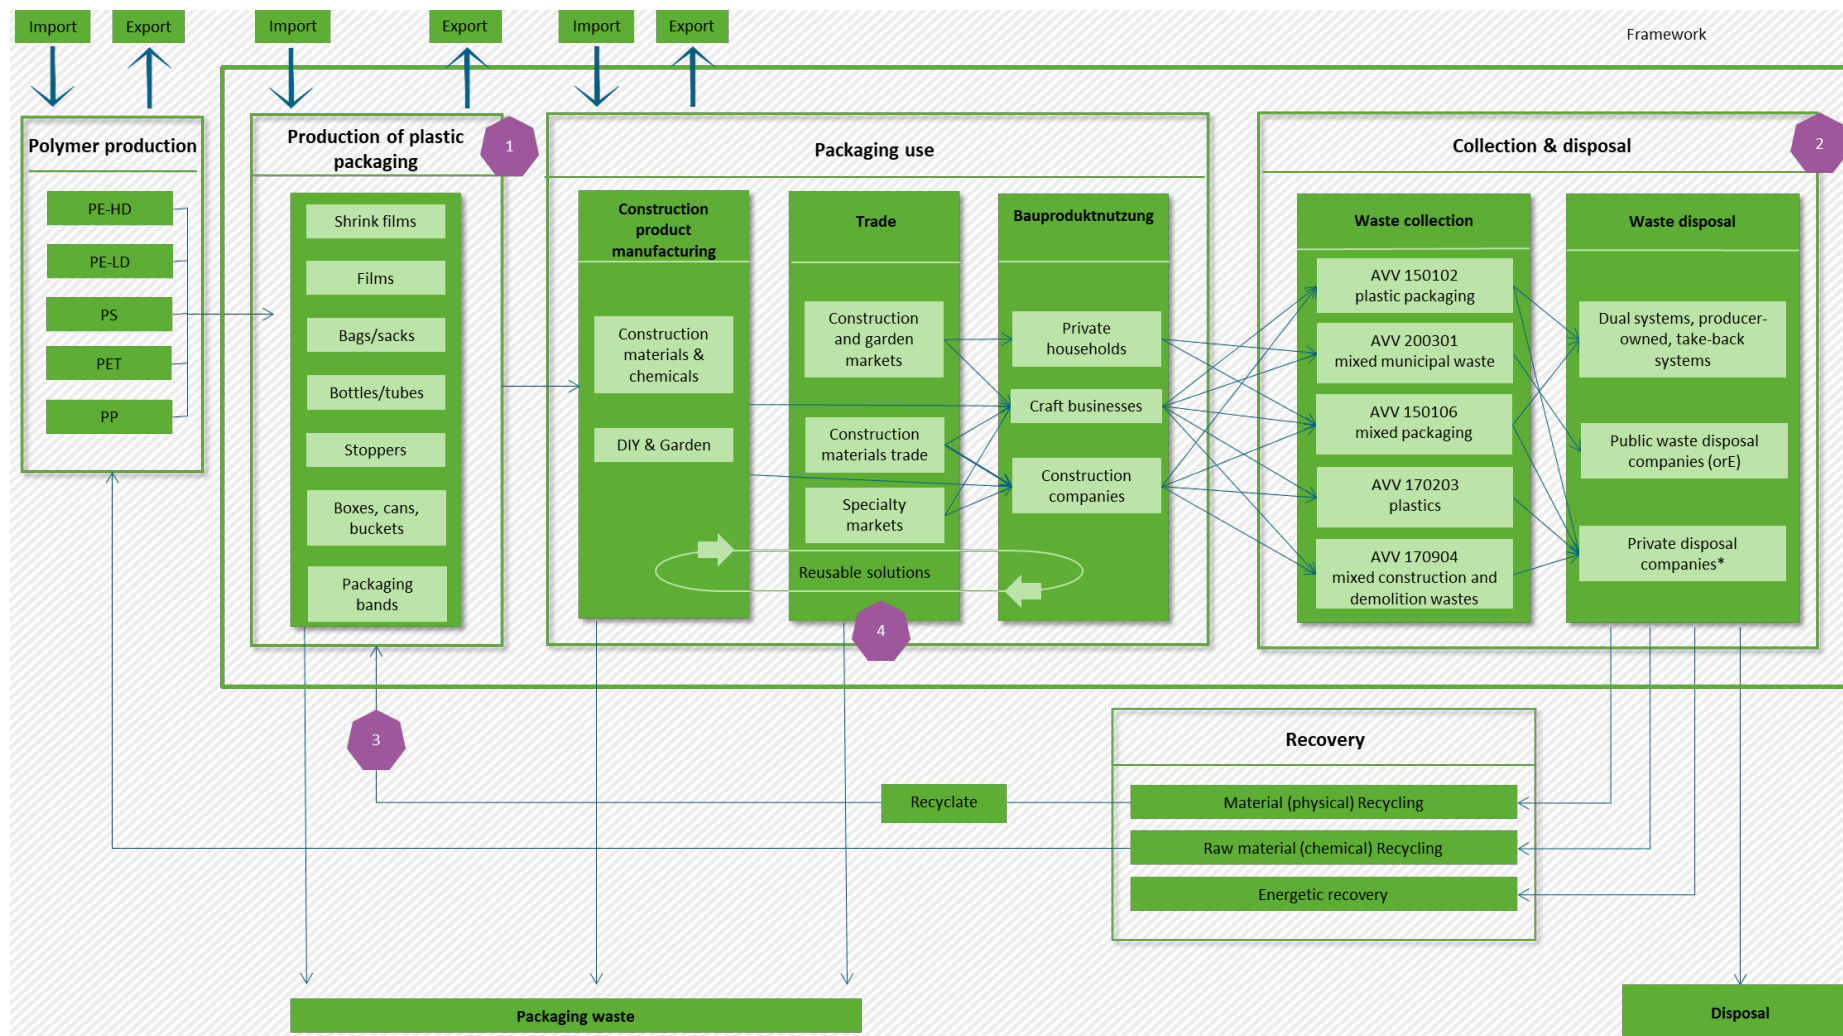 Import
Export
Import
Export
Import
Export
Framework
Polymer production
PE-HD
PE-LD
PS
PET
PP
Production of plastic
packaging
1
Shrink films
Films
Bags/sacks
Bottles/tubes
Stoppers
Boxes, cans,
buckets
Packaging
bands
Packaging use
Construction
product
manufacturing
Construction
materials &
chemicals
DIY & Garden
Trade
Construction
and garden
markets
Construction
materials trade
Specialty
markets
Bauproduktnutzung
Private
households
Craft businesses
Construction
companies
Reusable solutions
4
Collection & disposal
2
Waste collection
AVV 150102
plastic packaging
AVV 200301
mixed municipal waste
AVV 150106
mixed packaging
AVV 170203
plastics
AVV 170904
mixed construction and
demolition wastes
Waste disposal
Dual systems, producer-
owned, take-back
systems
Public waste disposal
companies (orE)
Private disposal
companies*
3
Recovery
Recyclate
Material (physical) Recycling
Raw material (chemical) Recycling
Energetic recovery
Packaging waste
Disposal